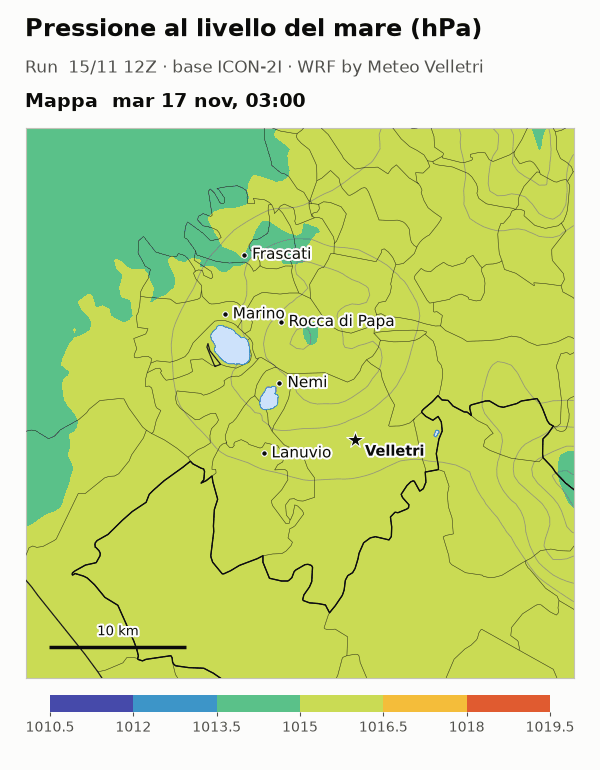 Pressione al livello del mare (hPa)
Run  15/11 12Z · base ICON-2I · WRF by Meteo Velletri
Mappa  mar 17 nov, 03:00
Frascati
Marino
Rocca di Papa
Nemi
Velletri
Lanuvio
10 km
1010.5 1012 1013.5 1015 1016.5 1018 1019.5